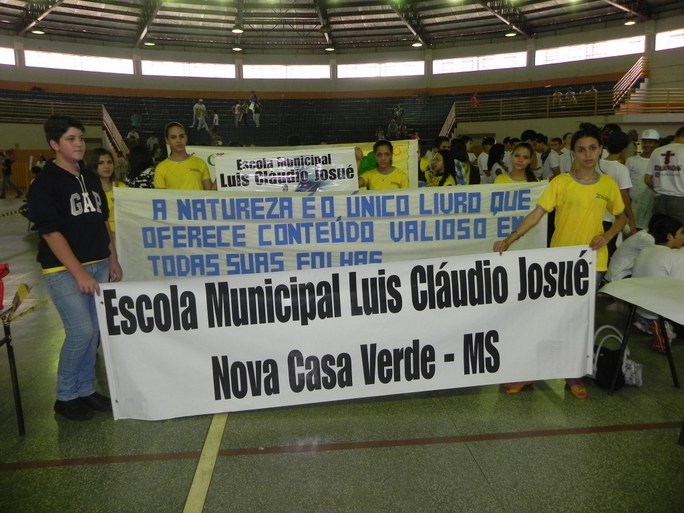 Escola Municipal
Luis Cláudio Josué
A NATUREZA É O ÚNICO LIVRO QUE
OFERECE CONTEÚDO VALIOSO EM
TODAS SUAS FOLHAS
GAP
Escola Municipal Luis Cláudio Josué
Nova Casa Verde - MS